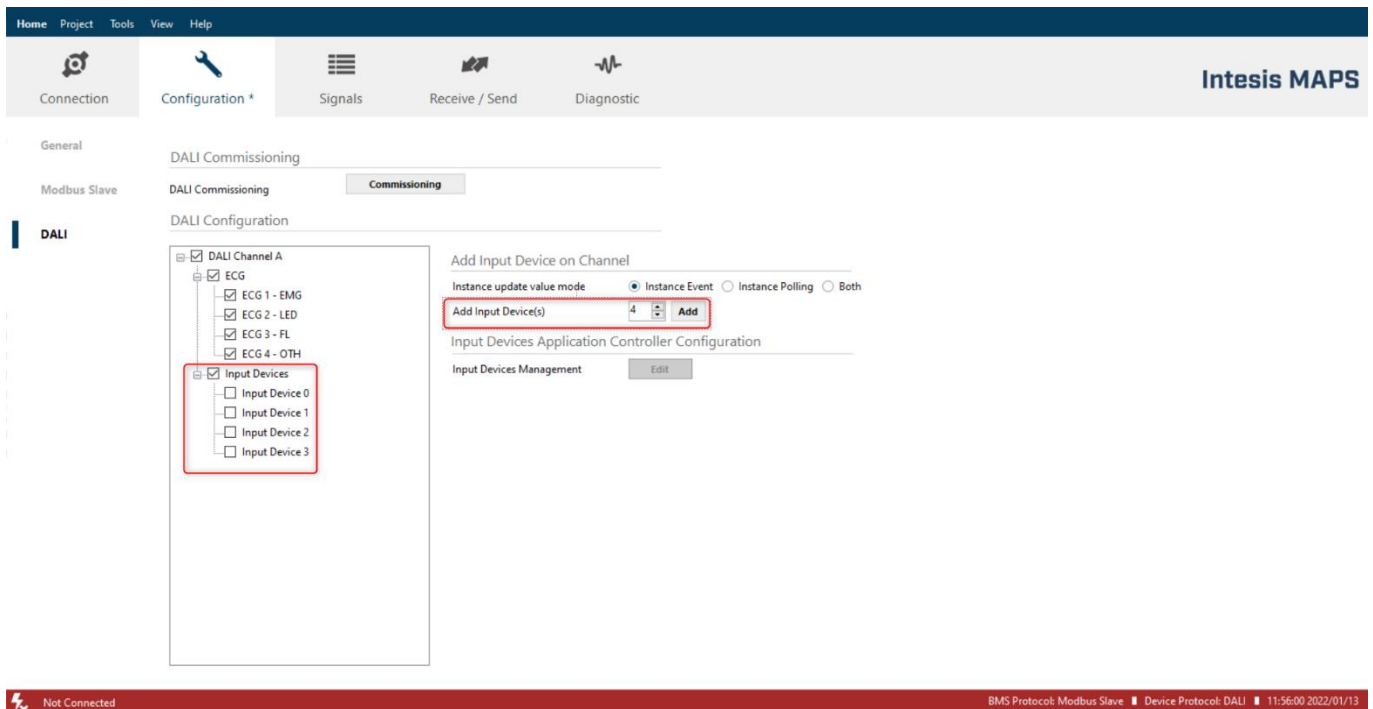 Home Project Tools View Help
Connection Configuration * Signals Receive / Send Diagnostic
Intesis MAPS
General
Modbus Slave
DALI
DALI Commissioning
DALI Commissioning Commissioning
DALI Configuration
DALI Channel A
ECG
ECG 1 - EMG
ECG 2 - LED
ECG 3 - FL
ECG 4 - OTH
Input Devices
Input Device 0
Input Device 1
Input Device 2
Input Device 3
Add Input Device on Channel
Instance update value mode Instance Event Instance Polling Both
Add Input Device(s) 4 Add
Input Devices Application Controller Configuration
Input Devices Management Edit
Not Connected BMS Protocol: Modbus Slave Device Protocol: DALI 11:56:00 2022/01/13